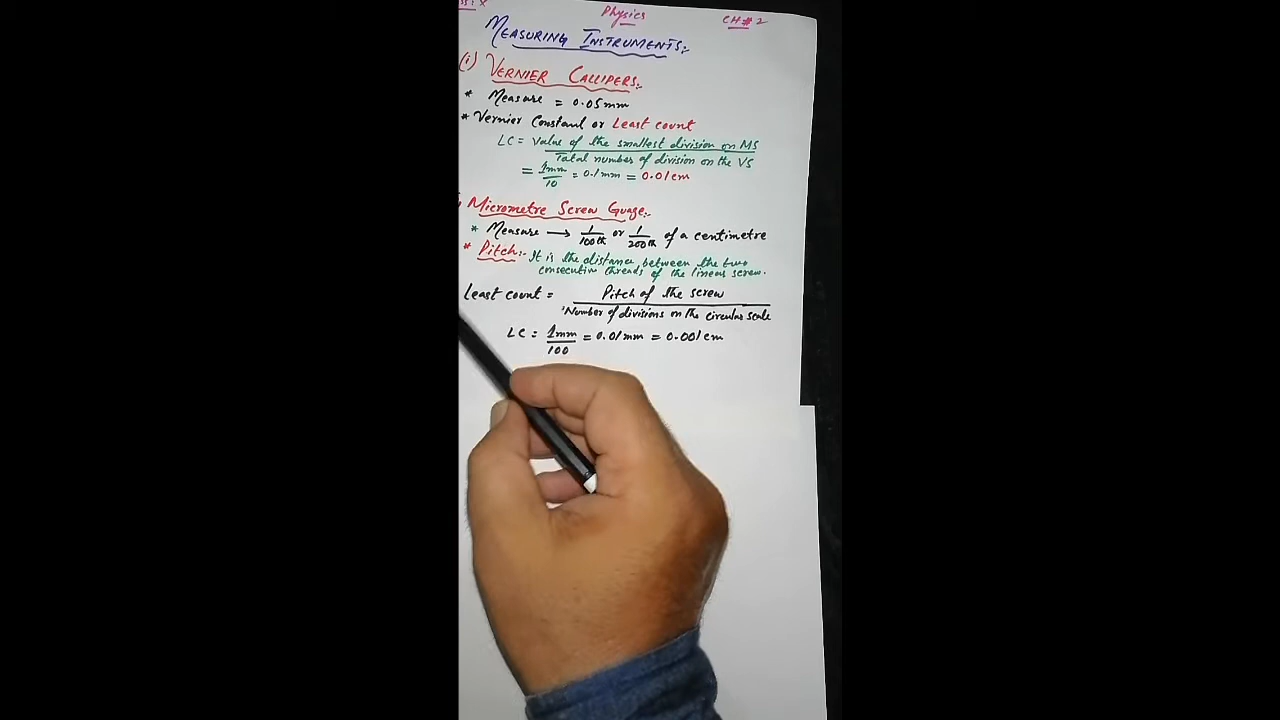 Physics
CH#2
MEASURING INSTRUMENTS:
(i) VERNIER CALLIPERS:
* Measure = 0.05mm
* Vernier Constant or Least count
LC = value of the smallest division on MS
Total number of division on the VS
= 1mm/10 = 0.1mm = 0.01cm
Micrometre Screw Guage:
* Measure → 1/100th or 1/200th of a centimetre
* Pitch:- It is the distance between the two
consecutive threads of the linear screw.
Least count = Pitch of the screw
Number of divisions on the circular scale
LC = 1mm/100 = 0.01mm = 0.001cm